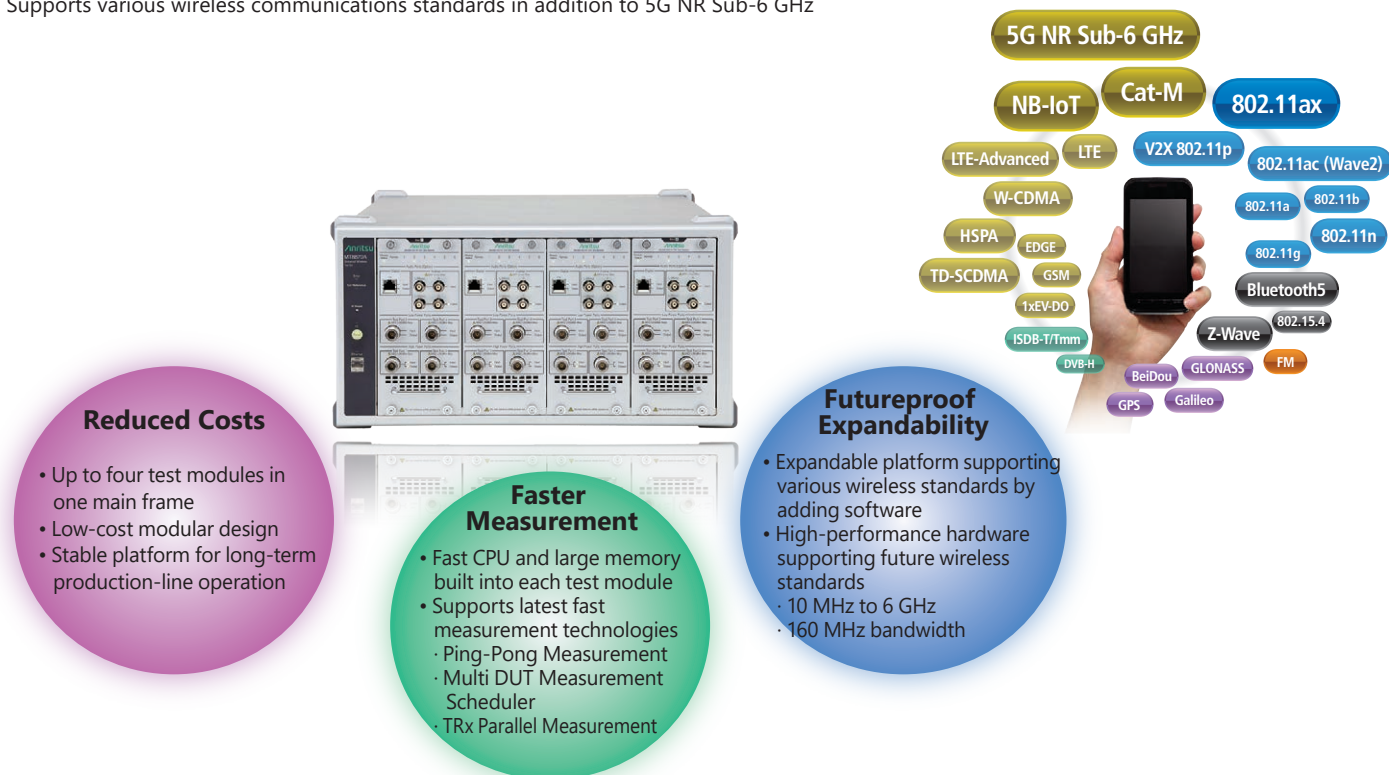 Supports various wireless communications standards in addition to 5G NR Sub-6 GHz
5G NR Sub-6 GHz
NB-IoT
Cat-M
802.11ax
LTE-Advanced
LTE
V2X 802.11p
802.11ac (Wave2)
W-CDMA
802.11a
802.11b
HSPA
EDGE
802.11n
802.11g
TD-SCDMA
GSM
Bluetooth5
1xEV-DO
802.15.4
Z-Wave
ISDB-T/Tmm
DVB-H
BeiDou
GLONASS
FM
GPS
Galileo
Anritsu
MT8870A
Anritsu
Anritsu
Anritsu
Anritsu
Reduced Costs
• Up to four test modules in
one main frame
• Low-cost modular design
• Stable platform for long-term
production-line operation
Faster
Measurement
• Fast CPU and large memory
built into each test module
• Supports latest fast
measurement technologies
· Ping-Pong Measurement
· Multi DUT Measurement
Scheduler
· TRx Parallel Measurement
Futureproof
Expandability
• Expandable platform supporting
various wireless standards by
adding software
• High-performance hardware
supporting future wireless
standards
· 10 MHz to 6 GHz
· 160 MHz bandwidth